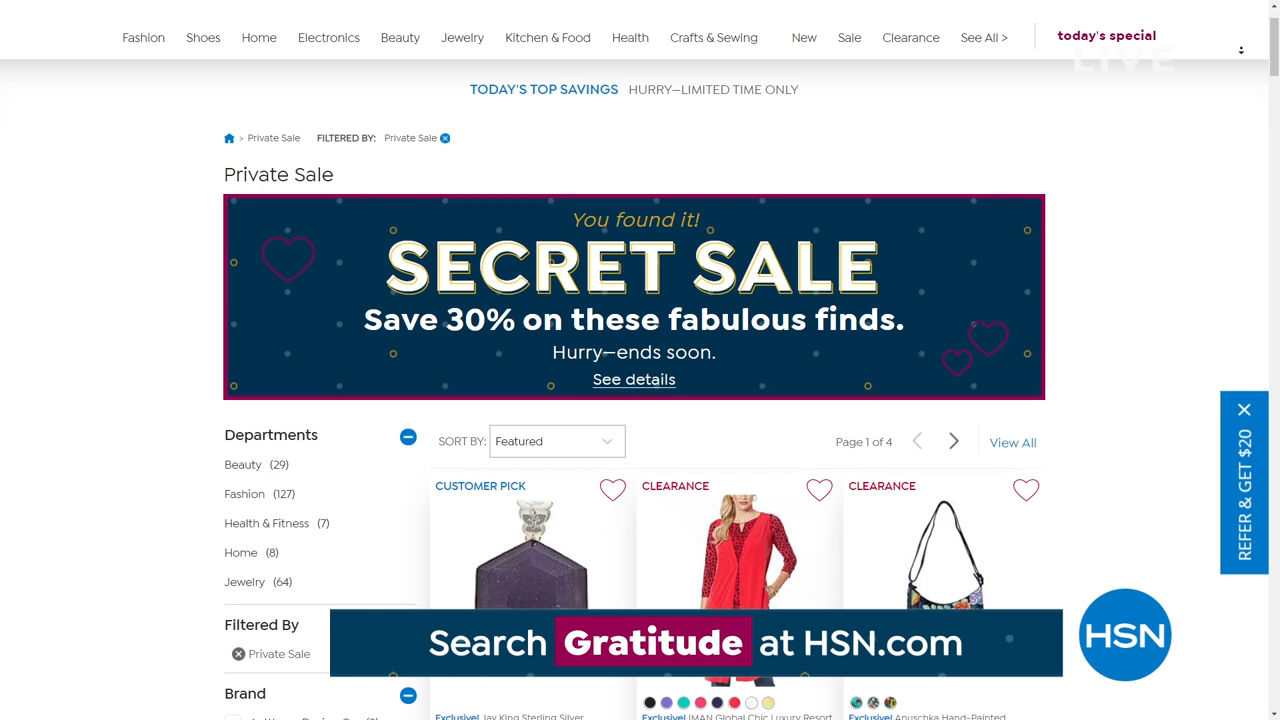 Fashion Shoes Home Electronics Beauty Jewelry Kitchen & Food Health Crafts & Sewing New Sale Clearance See All > today's special
LIVE
TODAY'S TOP SAVINGS HURRY—LIMITED TIME ONLY
> Private Sale FILTERED BY: Private Sale
Private Sale
You found it!
SECRET SALE
Save 30% on these fabulous finds.
Hurry—ends soon.
See details
REFER & GET $20
Departments
Beauty (29)
Fashion (127)
Health & Fitness (7)
Home (8)
Jewelry (64)
Filtered By
Private Sale
Brand
SORT BY: Featured Page 1 of 4 View All
CUSTOMER PICK CLEARANCE CLEARANCE
Search Gratitude at HSN.com
HSN
Exclusive! Jay King Sterling Silver Exclusive! IMAN Global Chic Luxury Resort Exclusive! Anuschka Hand-Painted